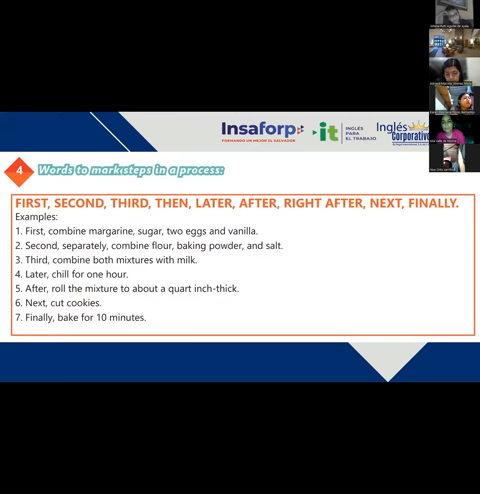 Insaforp
FORMANDO UN MEJOR EL SALVADOR
it
INGLÉS
PARA
EL TRABAJO
Inglés
Corporativo
4
Words to mark steps in a process:
FIRST, SECOND, THIRD, THEN, LATER, AFTER, RIGHT AFTER, NEXT, FINALLY.
Examples:
1. First, combine margarine, sugar, two eggs and vanilla.
2. Second, separately, combine flour, baking powder, and salt.
3. Third, combine both mixtures with milk.
4. Later, chill for one hour.
5. After, roll the mixture to about a quart inch-thick.
6. Next, cut cookies.
7. Finally, bake for 10 minutes.